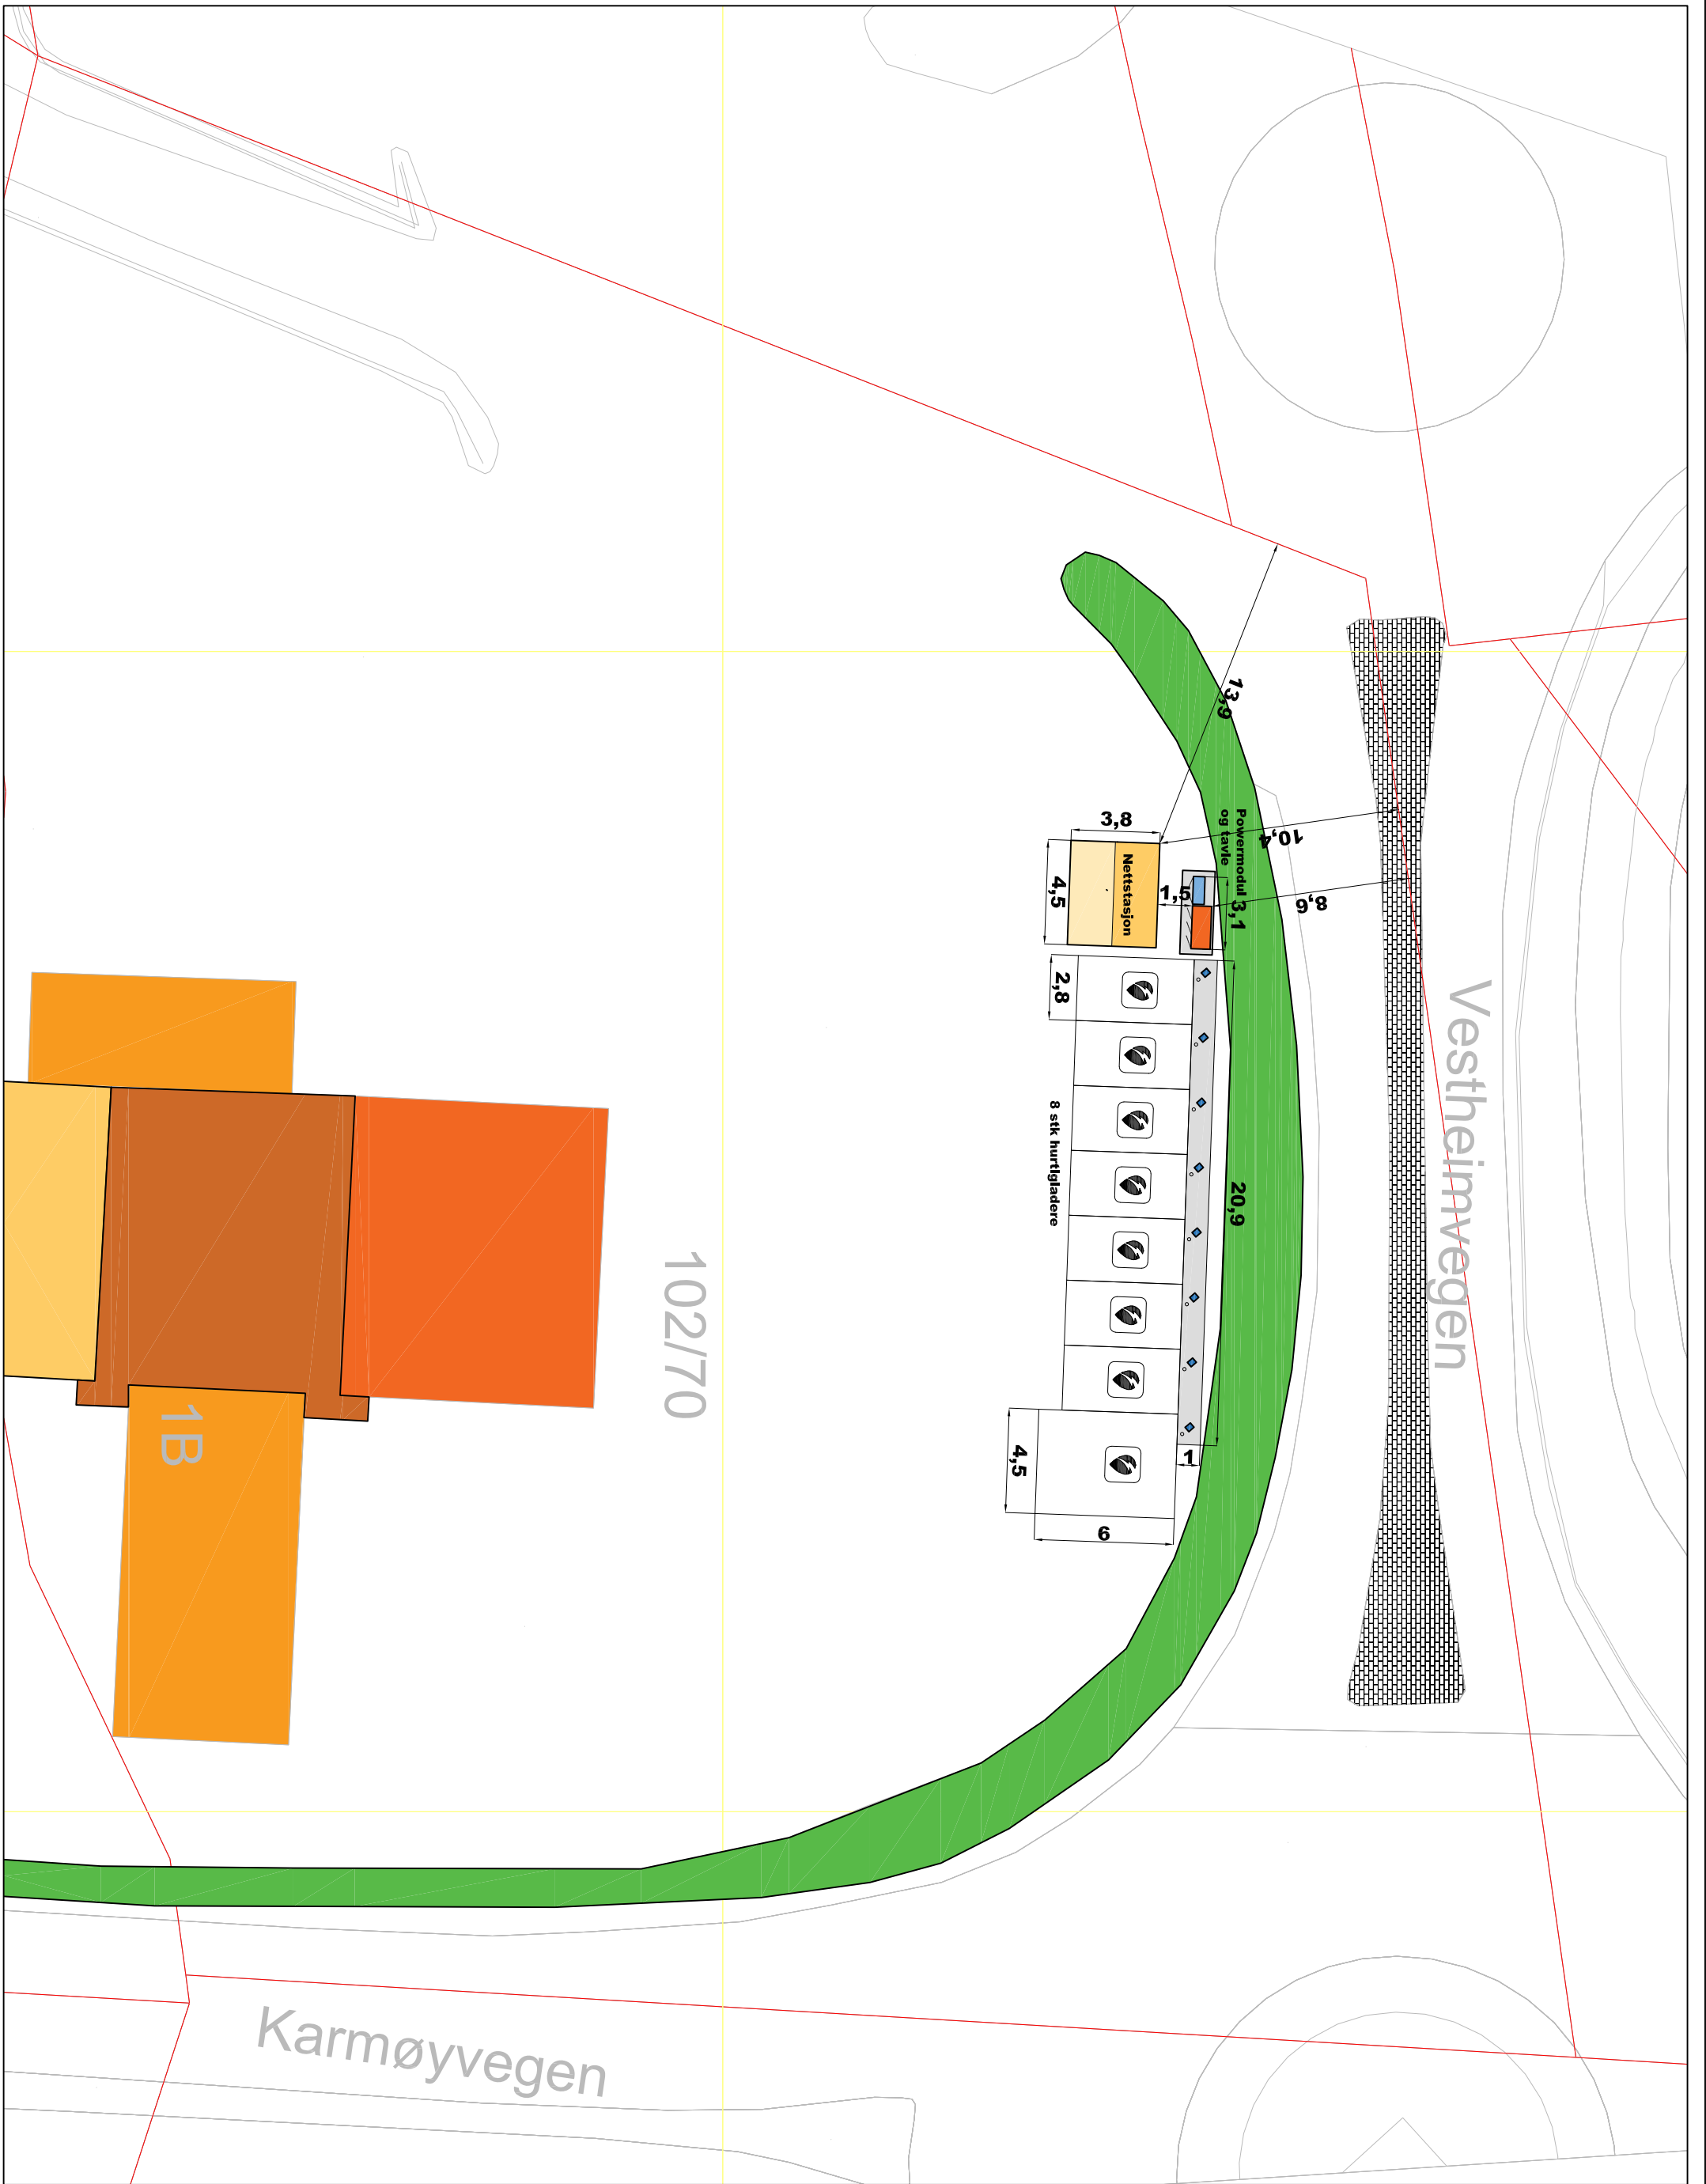 13,9
3,8
Powermodul
og tavle
10,4
Nettstasjon
4,5
1,5
3,1
8,6
2,8
8 stk hurtigladere
20,9
Vestheimvegen
102/70
1B
4,5
1
6
Karmøyvegen